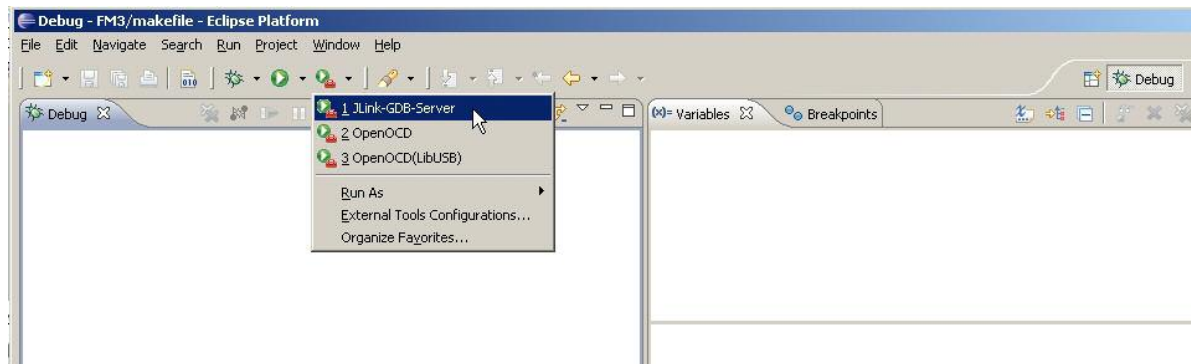 Debug - FM3/makefile - Eclipse Platform
File Edit Navigate Search Run Project Window Help
Debug
Debug
1 JLink-GDB-Server
2 OpenOCD
3 OpenOCD(LibUSB)
Run As
External Tools Configurations...
Organize Favorites...
(x)= Variables
Breakpoints